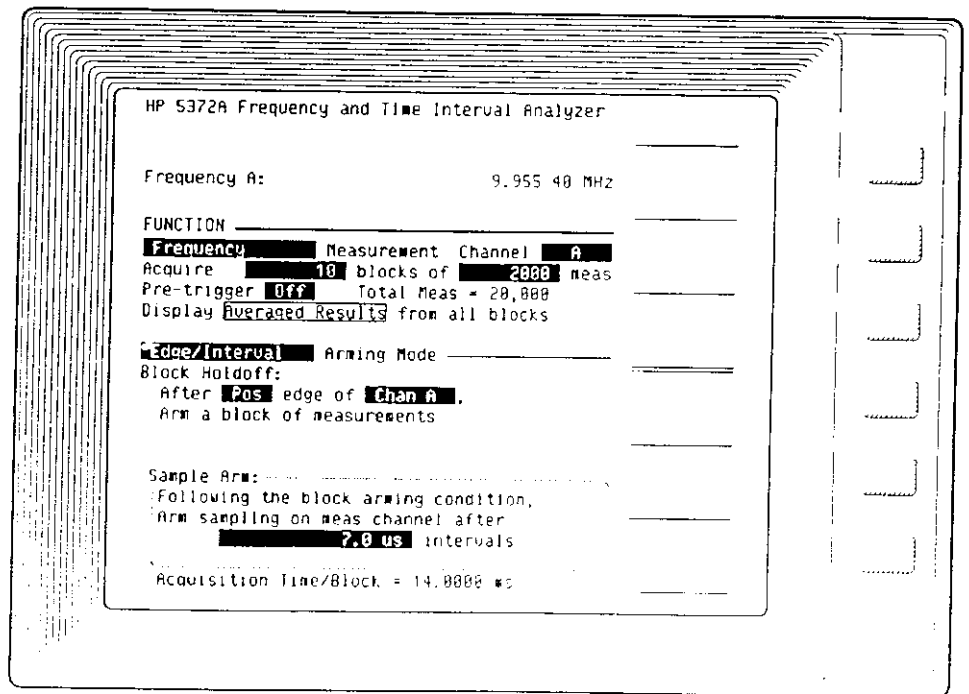 HP 5372A Frequency and Time Interval Analyzer
Frequency A: 9.955 40 MHz
FUNCTION
Frequency Measurement Channel A
Acquire 10 blocks of 2000 meas
Pre-trigger Off Total Meas = 20,000
Display Averaged Results from all blocks
Edge/Interval Arming Mode
Block Holdoff:
After Pos edge of Chan A,
Arm a block of measurements
Sample Arm:
Following the block arming condition,
Arm sampling on meas channel after
7.0 us intervals
Acquisition Time/Block = 14.0000 ms